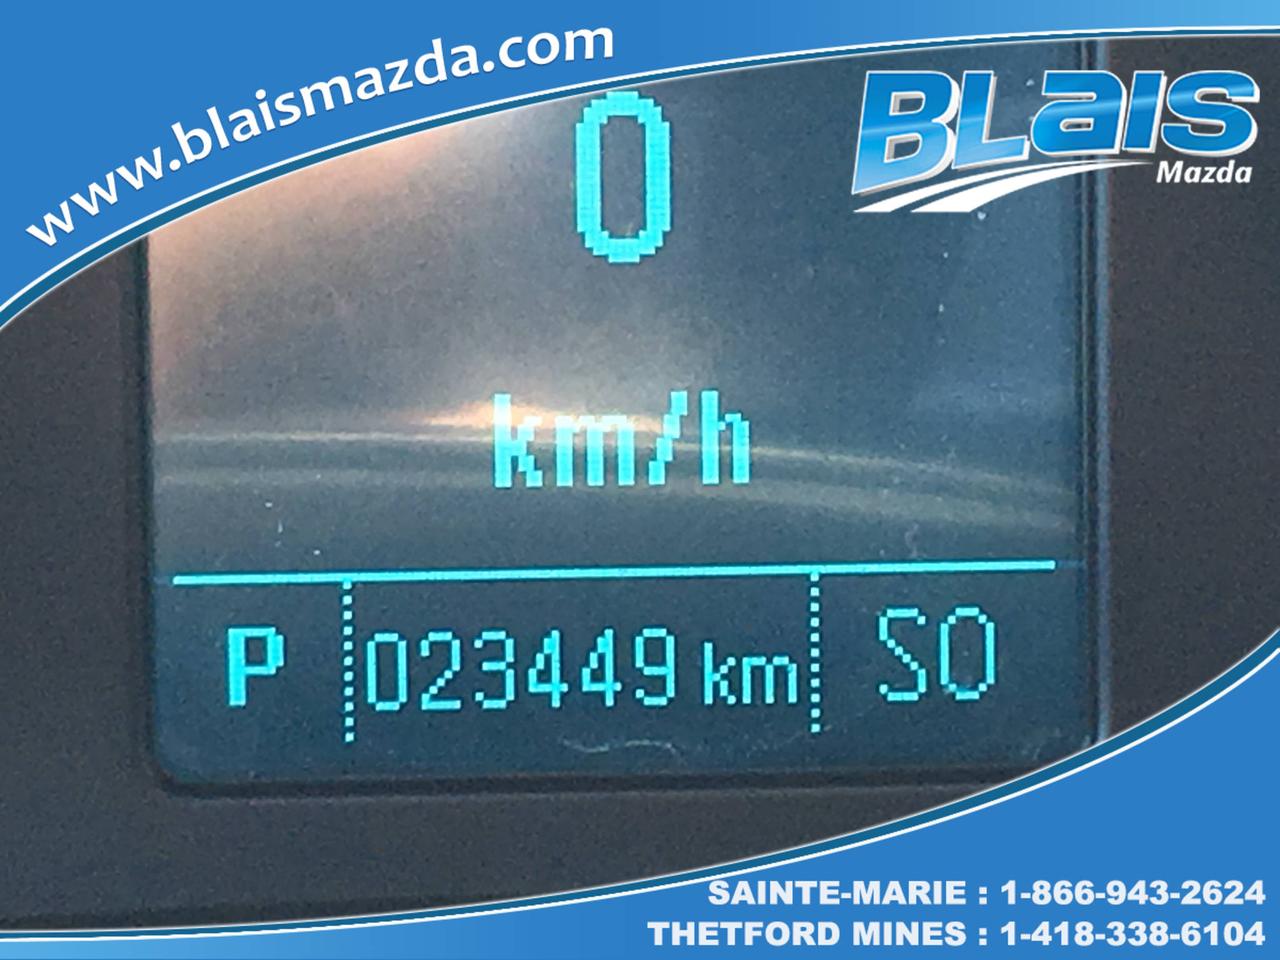 www.blaismazda.com
BLaIS
Mazda
0
km/h
P 023449 km SO
SAINTE-MARIE : 1-866-943-2624
THETFORD MINES : 1-418-338-6104